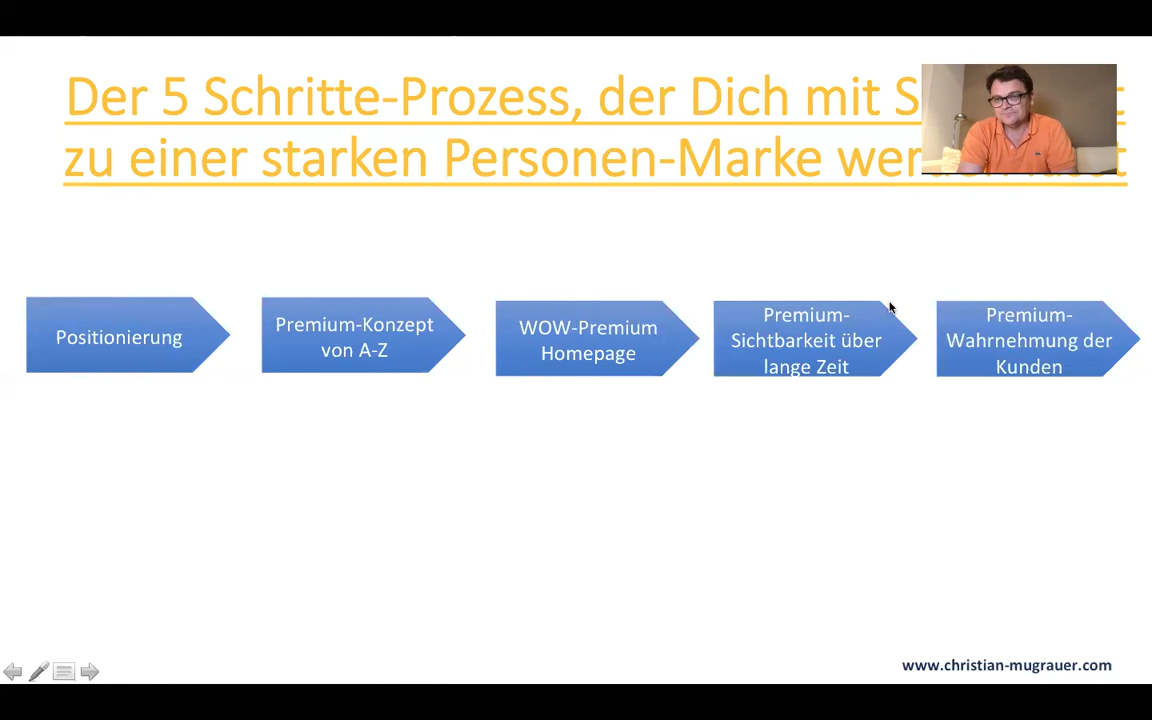 Der 5 Schritte-Prozess, der Dich mit
zu einer starken Personen-Marke
Positionierung
Premium-Konzept
von A-Z
WOW-Premium
Homepage
Premium-
Sichtbarkeit über
lange Zeit
Premium-
Wahrnehmung der
Kunden
www.christian-mugrauer.com